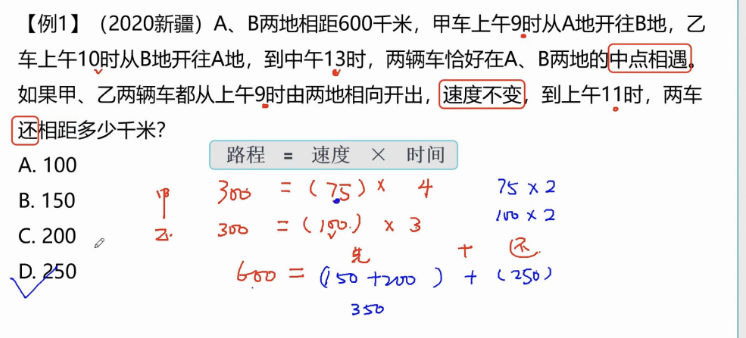 【例1】（2020新疆）A、B两地相距600千米，甲车上午9时从A地开往B地，乙
车上午10时从B地开往A地，到中午13时，两辆车恰好在A、B两地的中点相遇。
如果甲、乙两辆车都从上午9时由两地相向开出，速度不变，到上午11时，两车
还相距多少千米？
A. 100
路程 = 速度 × 时间
B. 150
甲 300 = (75) × 4 75 × 2
C. 200
乙 300 = (100) × 3 100 × 2
先 + 还
D. 250
600 = (150 + 200) + (250)
350